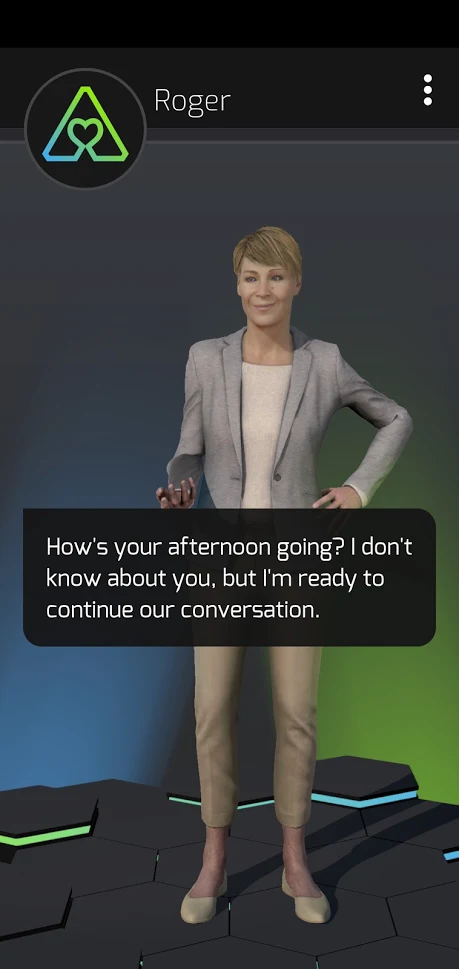 Roger
How's your afternoon going? I don't
know about you, but I'm ready to
continue our conversation.